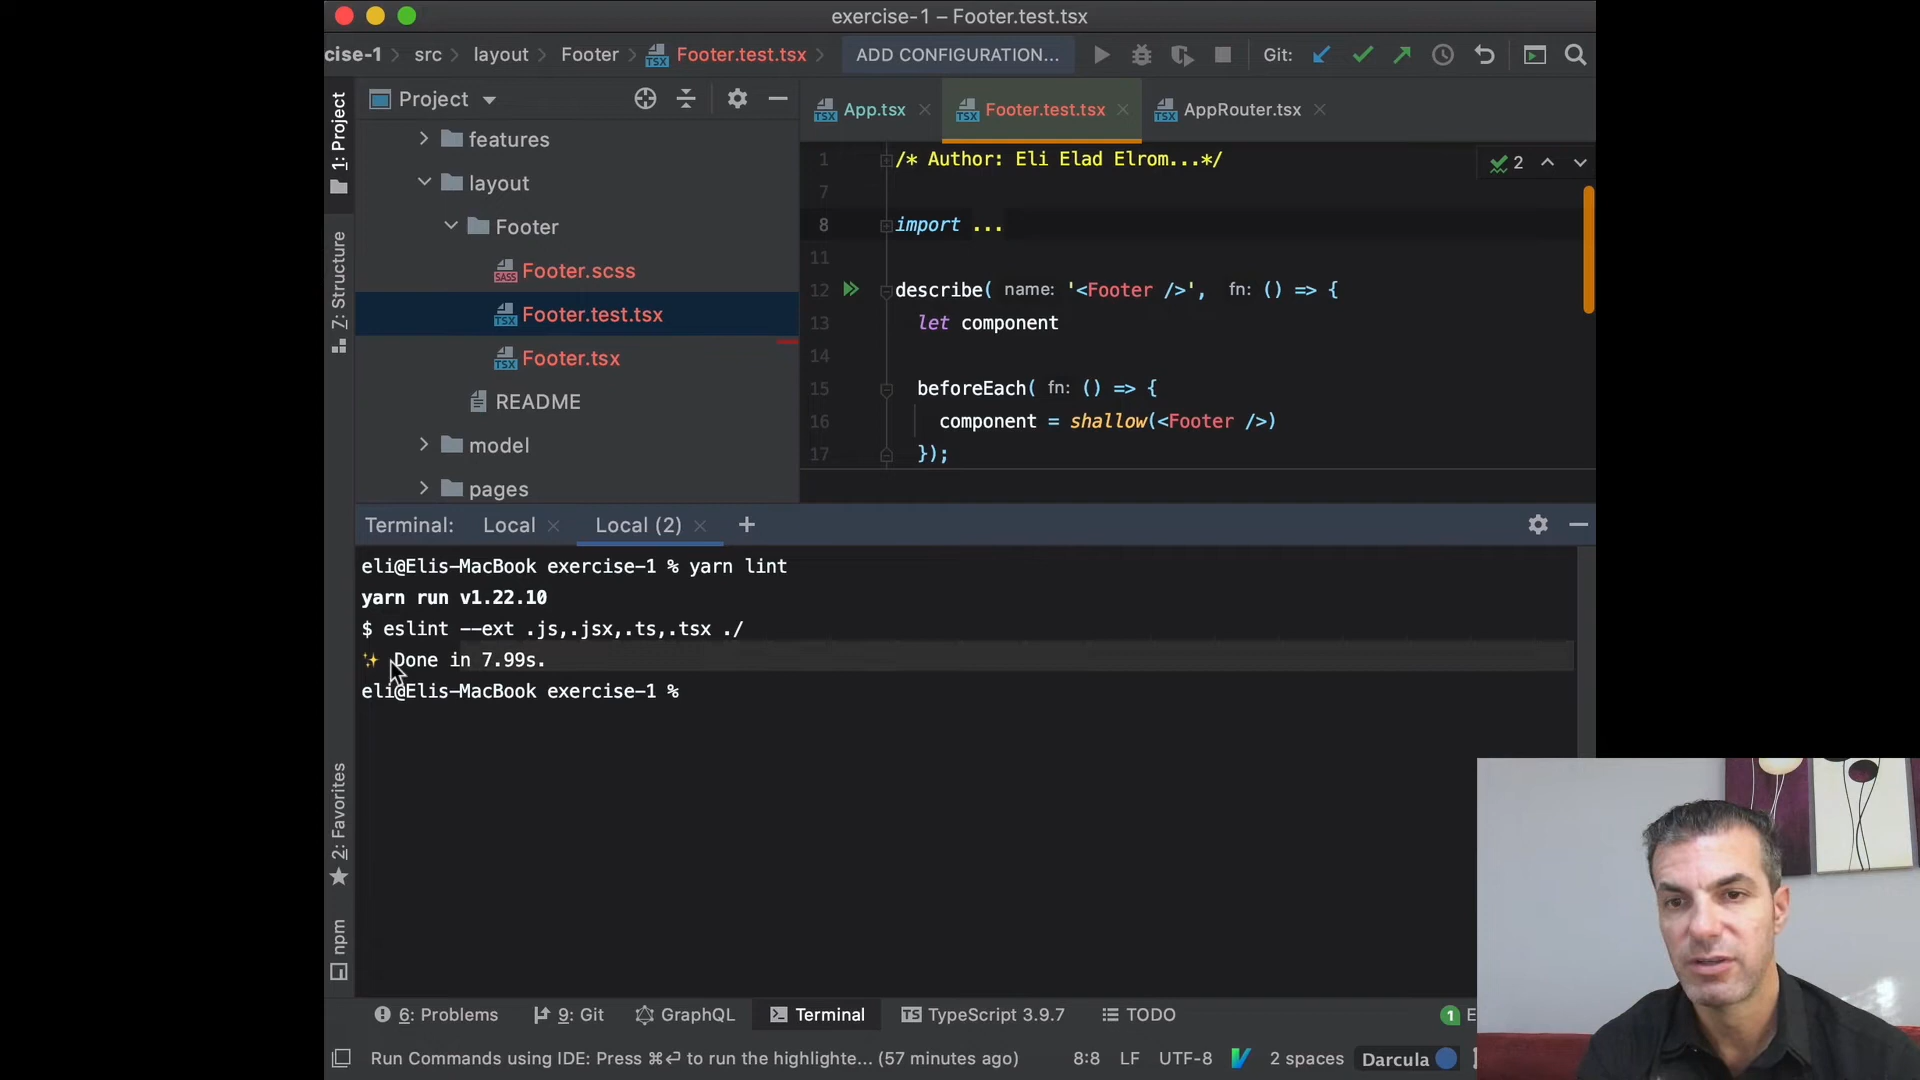 exercise-1 – Footer.test.tsx
cise-1 src layout Footer Footer.test.tsx ADD CONFIGURATION... Git:
1: Project
7: Structure
2: Favorites
npm
Project
features
layout
Footer
Footer.scss
Footer.test.tsx
Footer.tsx
README
model
pages
App.tsx Footer.test.tsx AppRouter.tsx
2
1 /* Author: Eli Elad Elrom...*/
7
8 import ...
11
12 describe( name: '<Footer />', fn: () => {
13 let component
14
15 beforeEach( fn: () => {
16 component = shallow(<Footer />)
17 });
Terminal: Local Local (2) +
eli@Elis-MacBook exercise-1 % yarn lint
yarn run v1.22.10
$ eslint --ext .js,.jsx,.ts,.tsx ./
✨ Done in 7.99s.
eli@Elis-MacBook exercise-1 %
6: Problems 9: Git GraphQL Terminal TypeScript 3.9.7 TODO 1 E
Run Commands using IDE: Press ⌘⏎ to run the highlighte... (57 minutes ago) 8:8 LF UTF-8 2 spaces Darcula